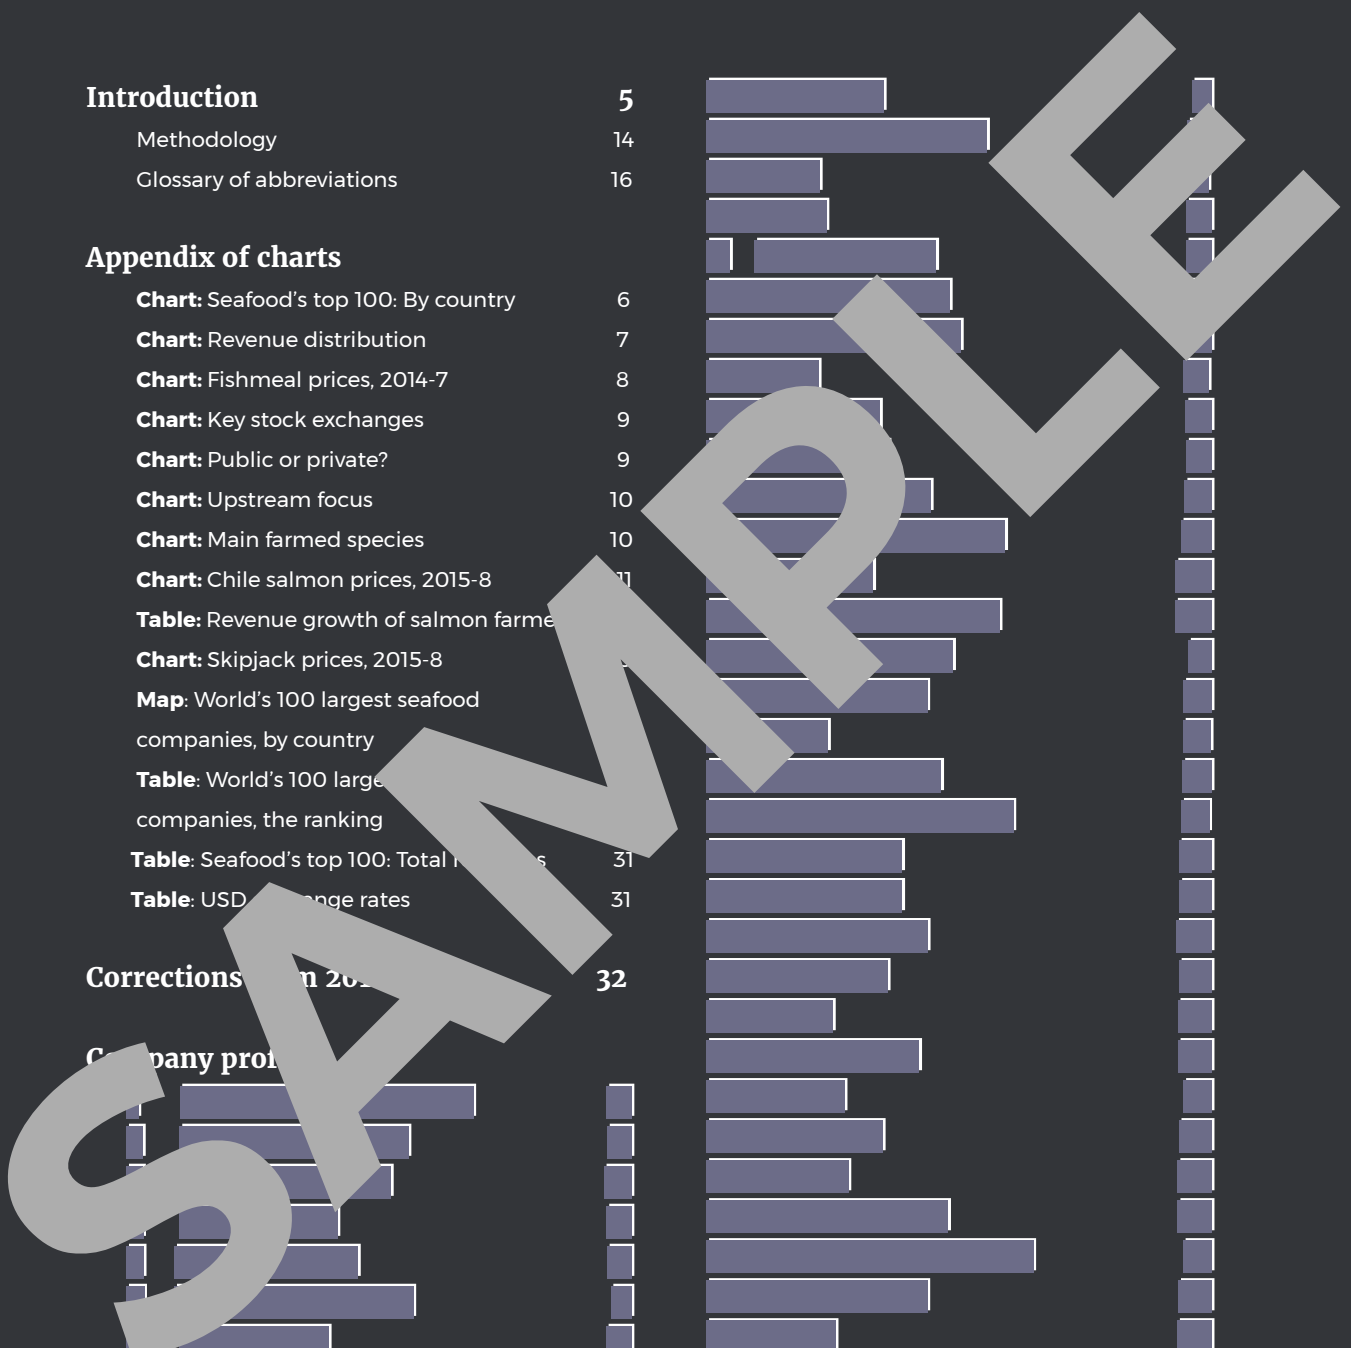 Introduction 5
Methodology 14
Glossary of abbreviations 16
Appendix of charts
Chart: Seafood’s top 100: By country 6
Chart: Revenue distribution 7
Chart: Fishmeal prices, 2014-7 8
Chart: Key stock exchanges 9
Chart: Public or private? 9
Chart: Upstream focus 10
Chart: Main farmed species 10
Chart: Chile salmon prices, 2015-8 11
Table: Revenue growth of salmon
Chart: Skipjack prices, 2015-8
Map: World’s 100 largest seafood
companies, by country
Table: World’s 100
companies, the ranking
Table: Seafood’s top 100: Total 31
Table: USD rates 31
Corrections 32
SAMPLE